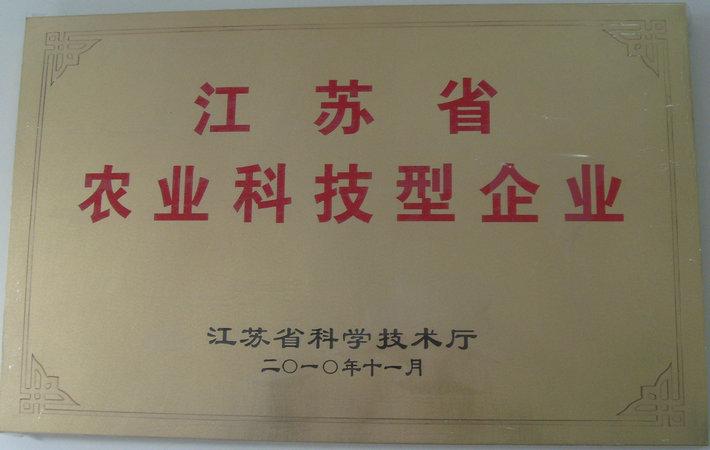 江苏省
农业科技型企业
江苏省科学技术厅
二〇一〇年十一月